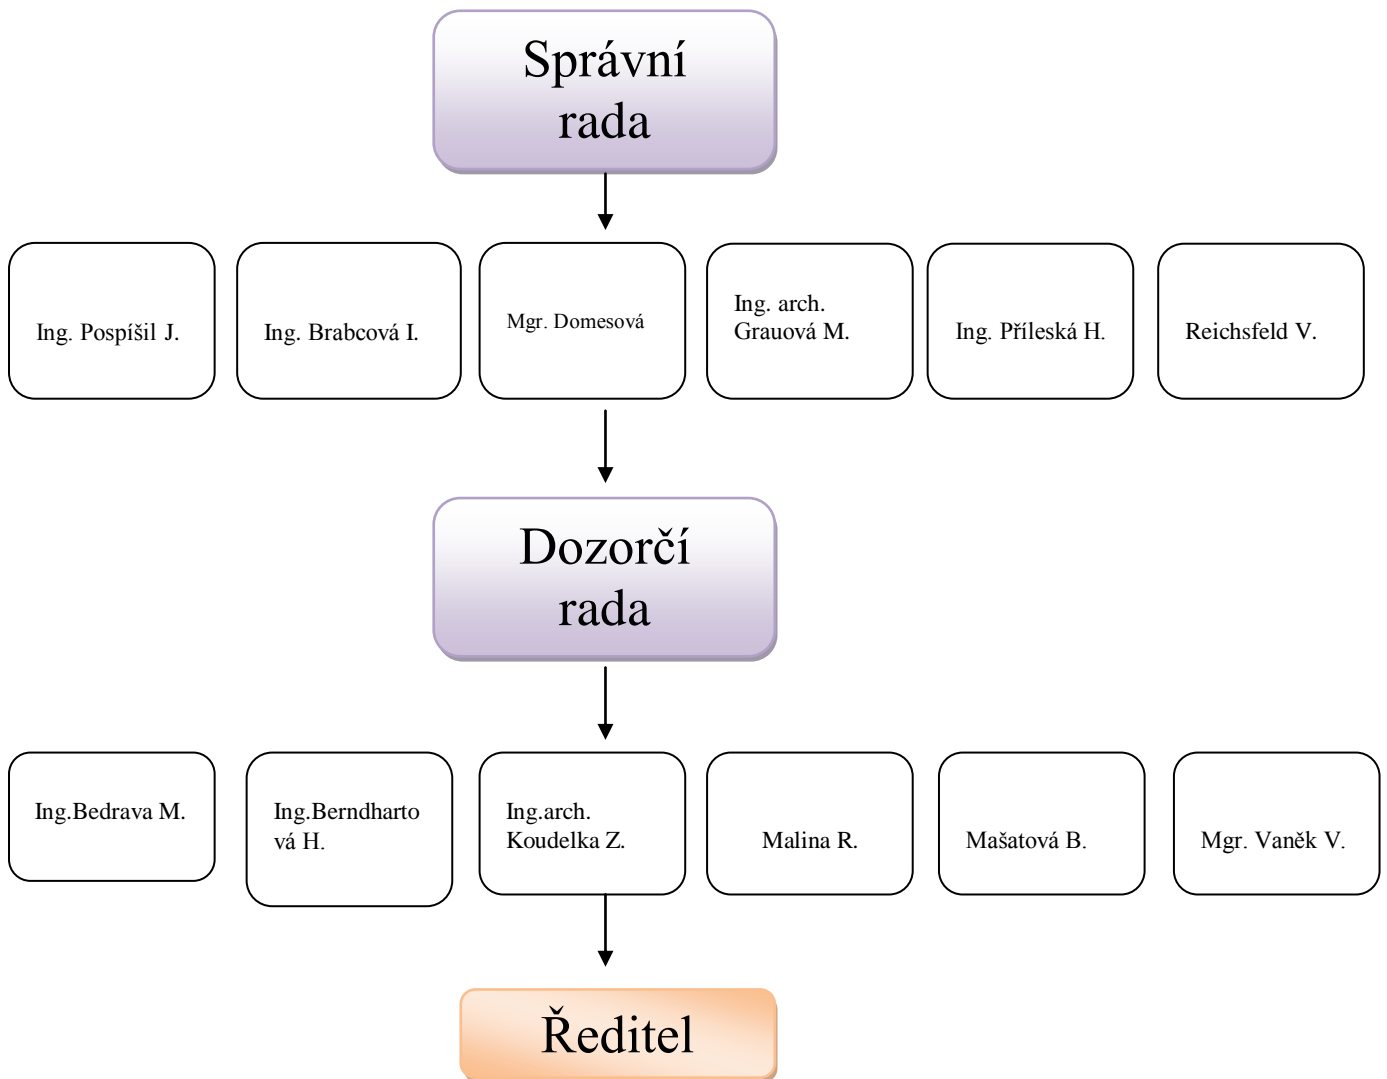 Správní
rada
Ing. Pospíšil J.
Ing. Brabcová I.
Mgr. Domesová
Ing. arch.
Grauová M.
Ing. Příleská H.
Reichsfeld V.
Dozorčí
rada
Ing.Bedrava M.
Ing.Berndharto
vá H.
Ing.arch.
Koudelka Z.
Malina R.
Mašatová B.
Mgr. Vaněk V.
Ředitel